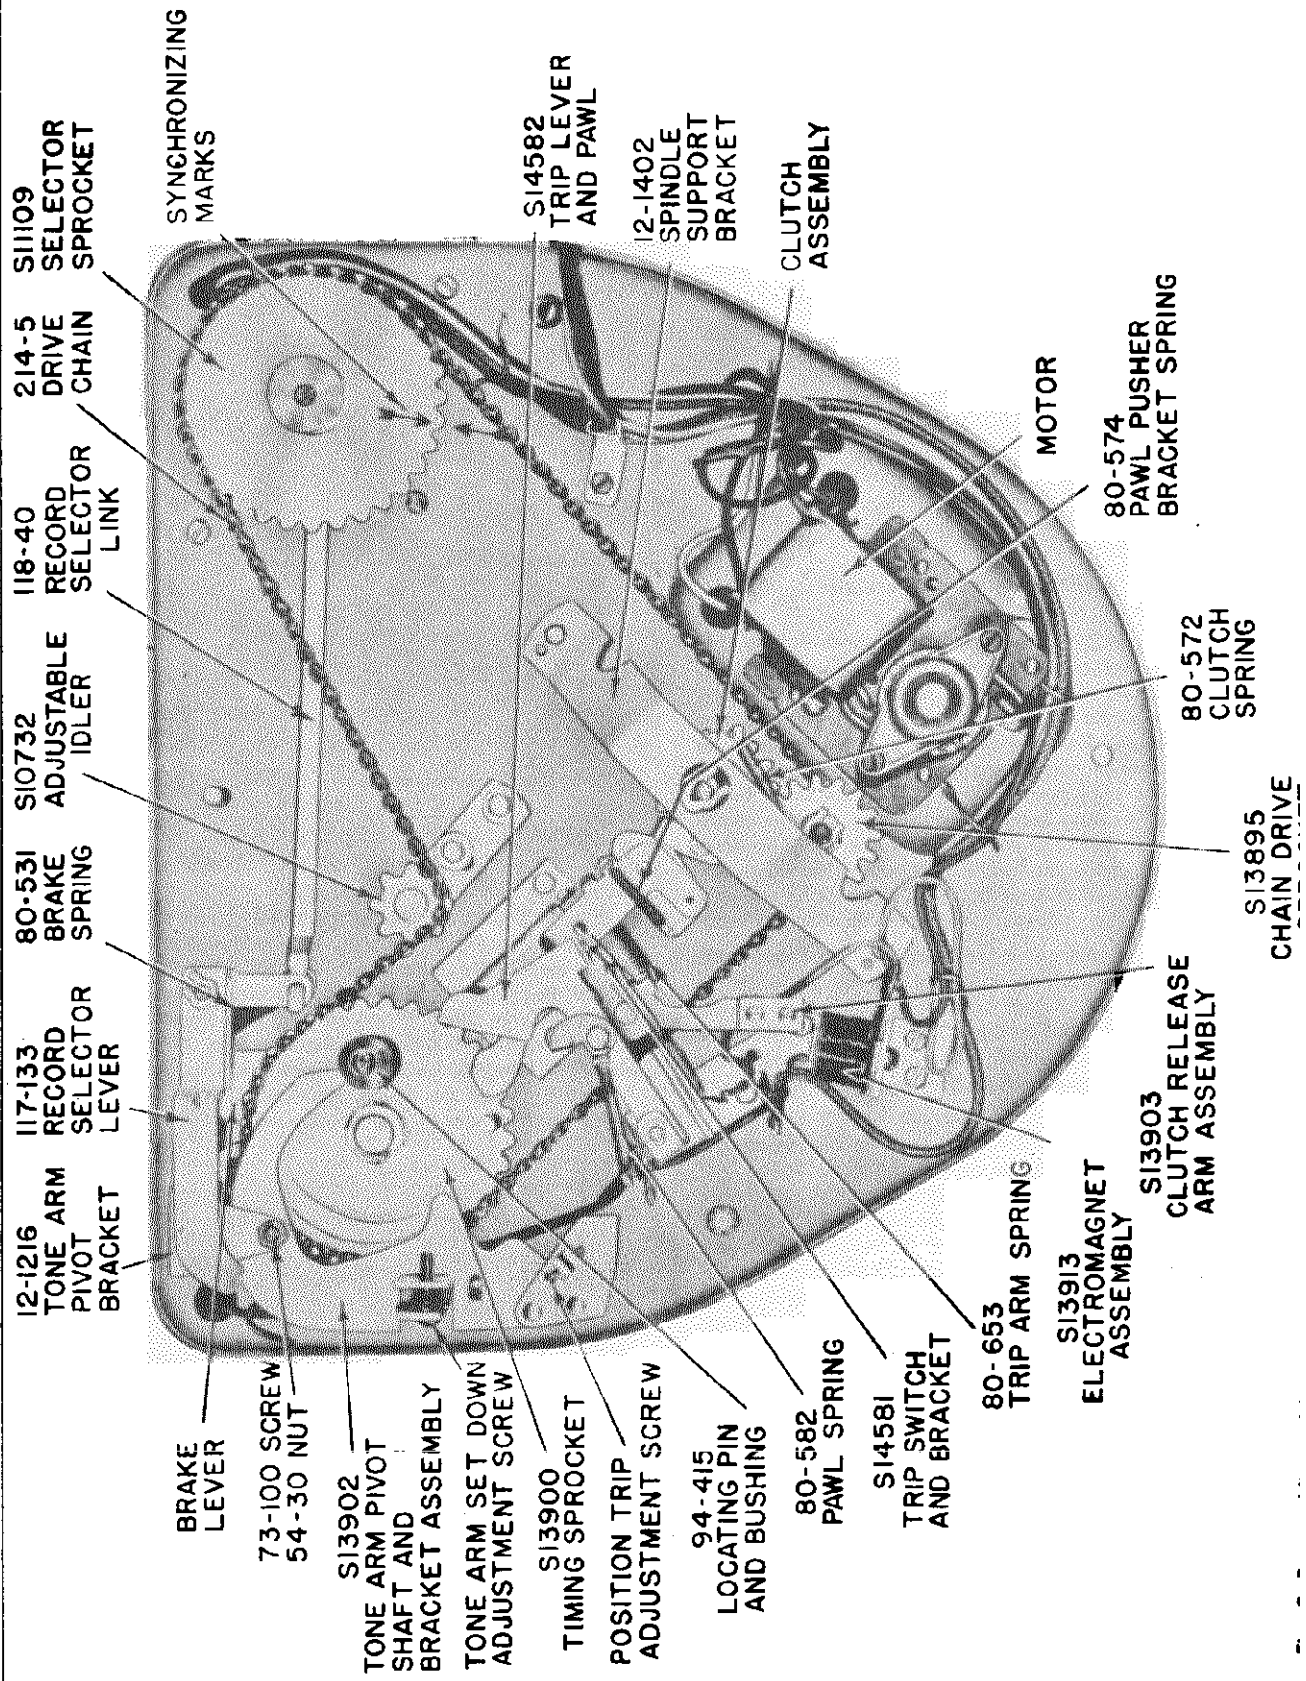 BRAKE
LEVER
73-100 SCREW
54-30 NUT
S13902
TONE ARM PIVOT
SHAFT AND
BRACKET ASSEMBLY
TONE ARM SET DOWN
ADJUSTMENT SCREW
S13900
TIMING SPROCKET
POSITION TRIP
ADJUSTMENT SCREW
94-415
LOCATING PIN
AND BUSHING
80-582
PAWL SPRING
S14581
TRIP SWITCH
AND BRACKET
12-1216
TONE ARM
PIVOT
BRACKET
117-133
RECORD
SELECTOR
LEVER
80-531
BRAKE
SPRING
S10732
ADJUSTABLE
IDLER
118-40
RECORD
SELECTOR
LINK
214-5
DRIVE
CHAIN
S11109
SELECTOR
SPROCKET
SYNCHRONIZING
MARKS
S14582
TRIP LEVER
AND PAWL
12-1402
SPINDLE
SUPPORT
BRACKET
CLUTCH
ASSEMBLY
MOTOR
80-574
PAWL PUSHER
BRACKET SPRING
80-572
CLUTCH
SPRING
S13895
CHAIN DRIVE
S13903
CLUTCH RELEASE
ARM ASSEMBLY
S13913
ELECTROMAGNET
ASSEMBLY
80-653
TRIP ARM SPRING